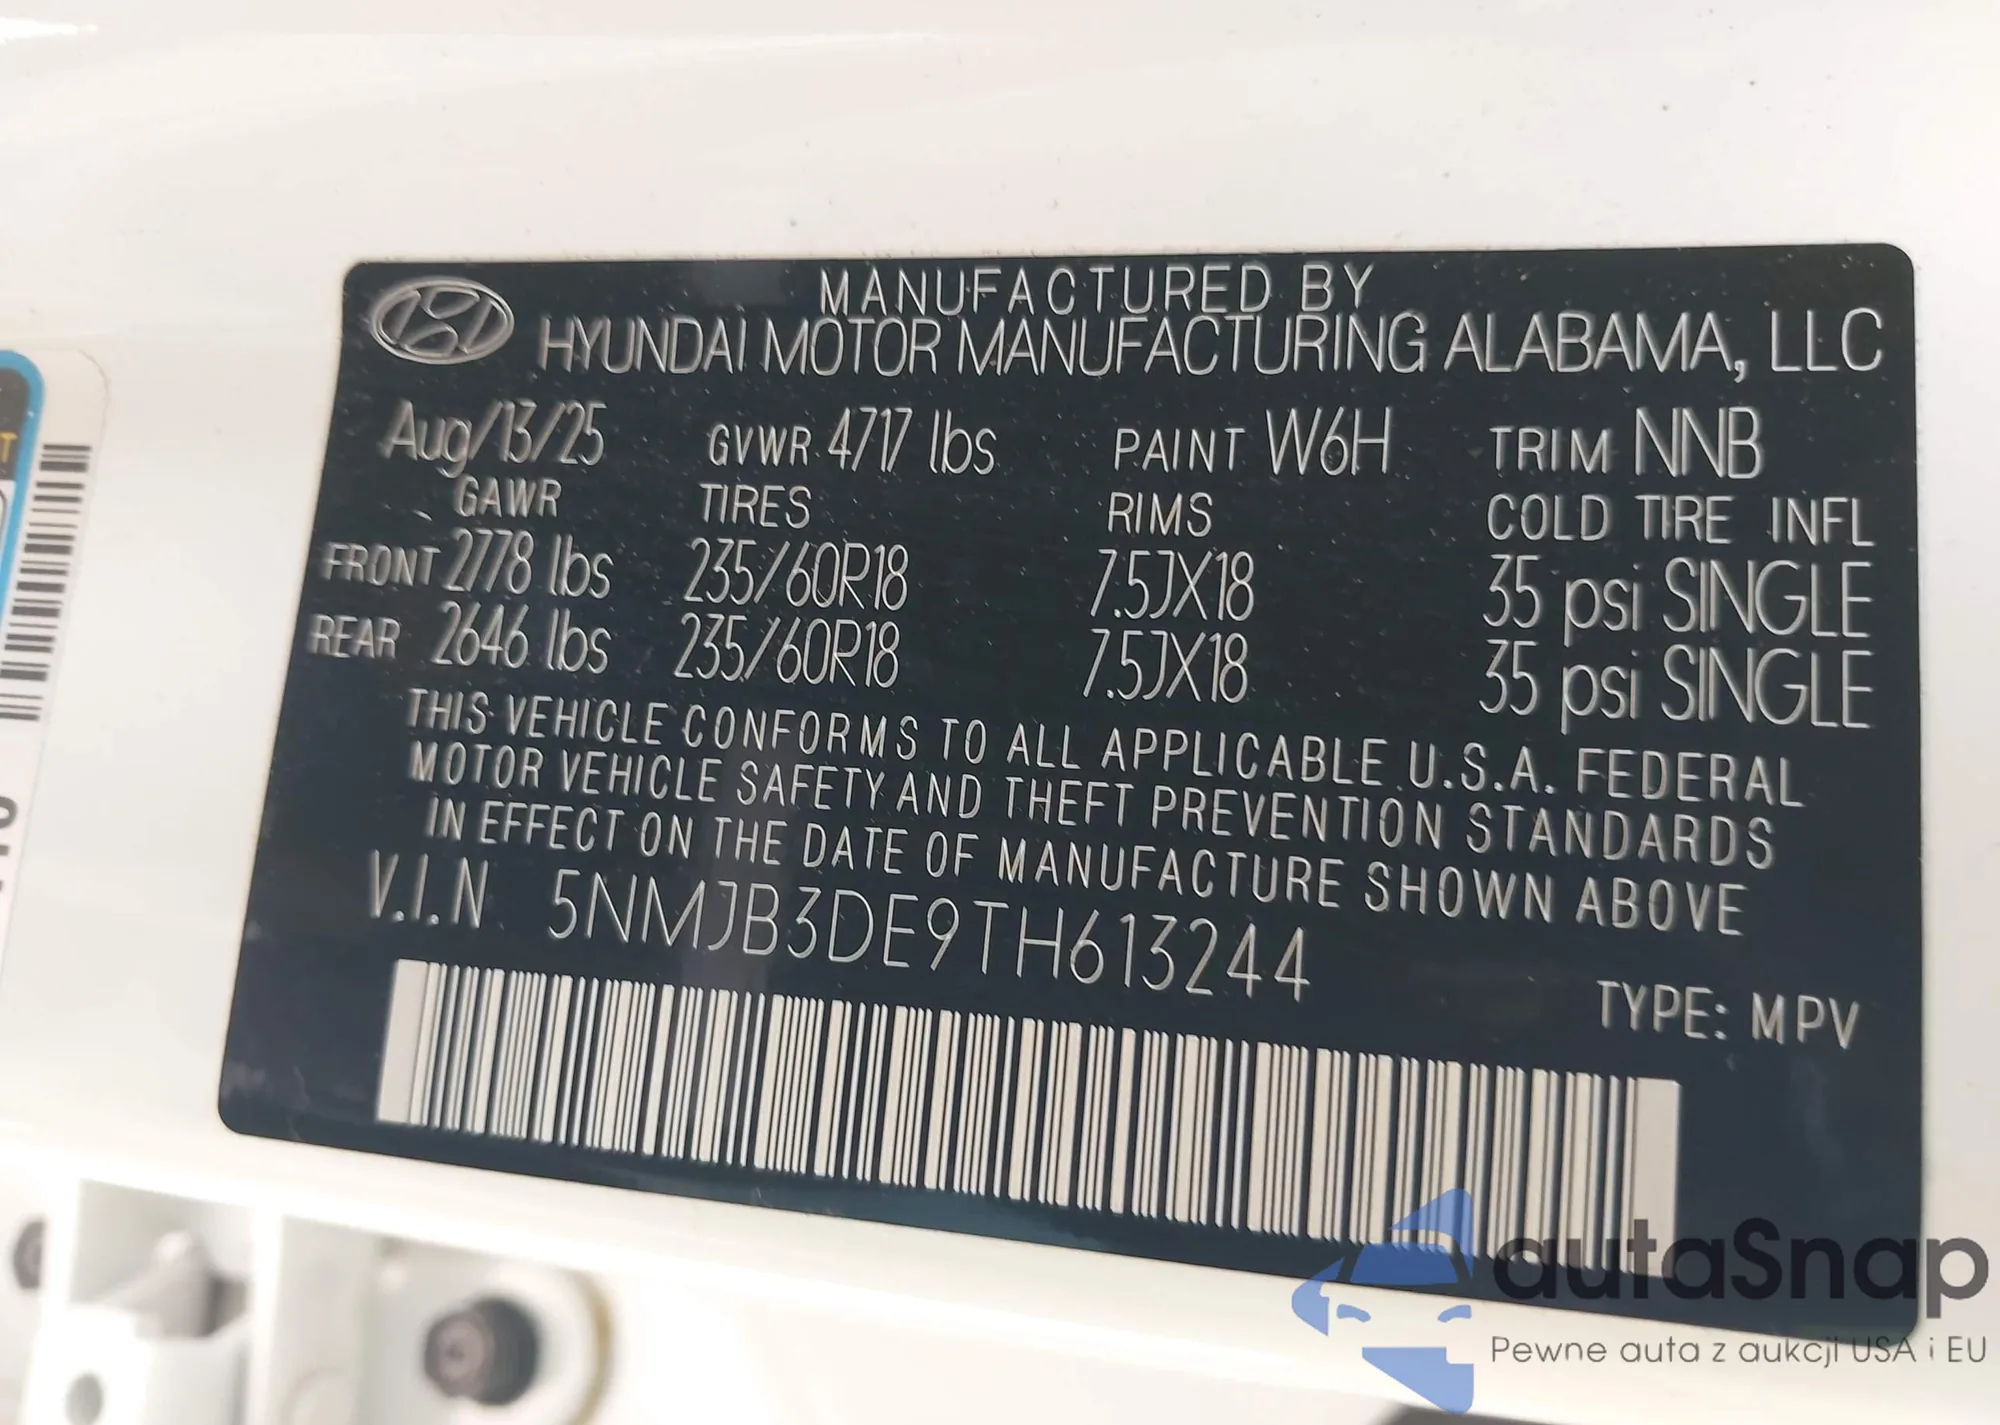 MANUFACTURED BY
HYUNDAI MOTOR MANUFACTURING ALABAMA, LLC
Aug/13/25 GVWR 4717 lbs PAINT W6H TRIM NNB
GAWR TIRES RIMS COLD TIRE INFL
FRONT 2778 lbs 235/60R18 7.5JX18 35 psi SINGLE
REAR 2646 lbs 235/60R18 7.5JX18 35 psi SINGLE
THIS VEHICLE CONFORMS TO ALL APPLICABLE U.S.A. FEDERAL
MOTOR VEHICLE SAFETY AND THEFT PREVENTION STANDARDS
IN EFFECT ON THE DATE OF MANUFACTURE SHOWN ABOVE
V.I.N 5NMJB3DE9TH613244
TYPE: MPV
autaSnap
Pewne auta z aukcji USA i EU